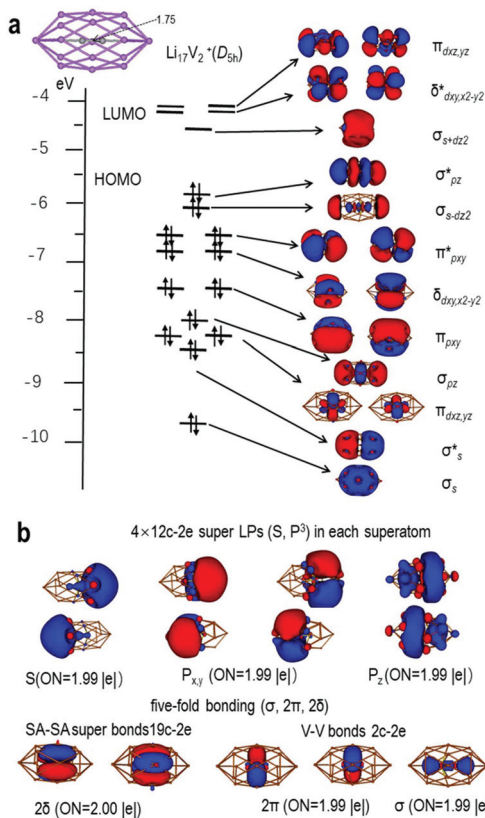 a
1.75
Li17V2+(D5h)
eV
-4
-5
-6
-7
-8
-9
-10
LUMO
HOMO
πdxz,yz
δ*dxy,x2-y2
σs+dz2
σ*pz
σs-dz2
π*pxy
δdxy,x2-y2
πpxy
σpz
πdxz,yz
σ*s
σs
b
4×12c-2e super LPs (S, P3) in each superatom
S(ON=1.99 |e|)
Px,y (ON=1.99 |e|)
Pz(ON=1.99 |e|)
five-fold bonding (σ, 2π, 2δ)
SA-SA super bonds19c-2e
V-V bonds 2c-2e
2δ (ON=2.00 |e|)
2π (ON=1.99 |e|)
σ (ON=1.99 |e|)